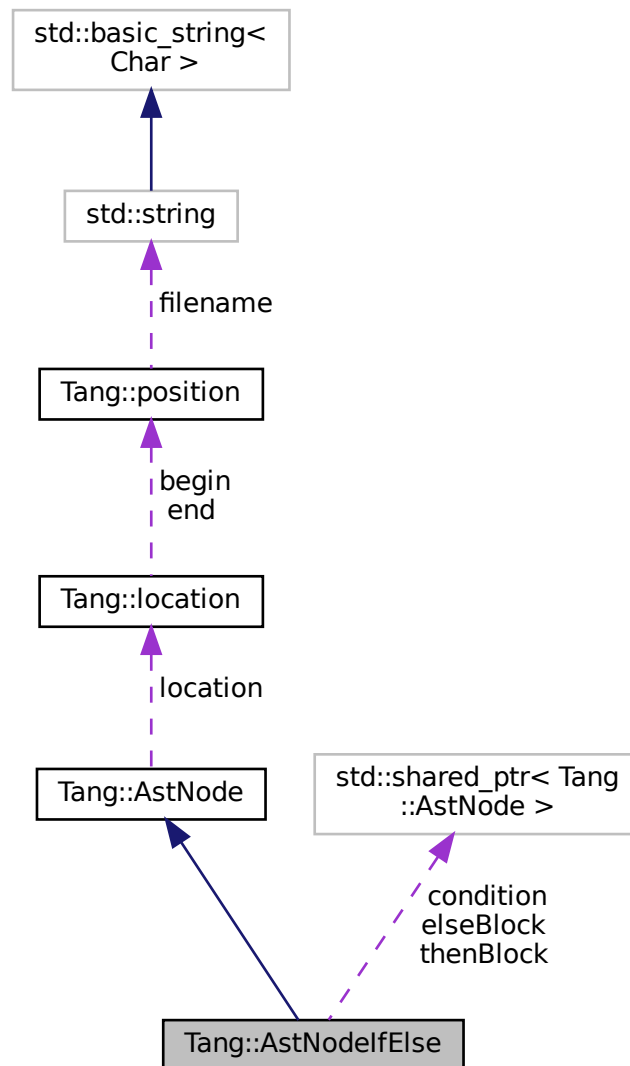 std::basic_string<
Char >
std::string
filename
Tang::position
begin
end
Tang::location
location
Tang::AstNode
std::shared_ptr< Tang
::AstNode >
condition
elseBlock
thenBlock
Tang::AstNodeIfElse